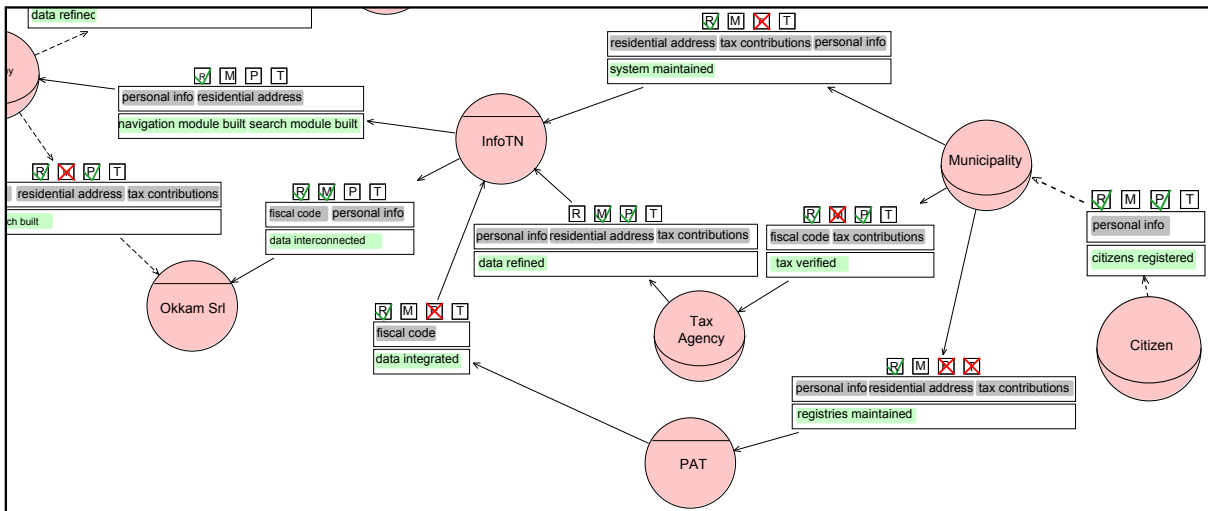 data refined
R M P T
residential address tax contributions personal info
system maintained
R M P T
personal info residential address
navigation module built search module built
InfoTN
Municipality
R M P T
residential address tax contributions
ch built
R M P T
fiscal code personal info
data interconnected
R M P T
personal info residential address tax contributions
data refined
R M P T
fiscal code tax contributions
tax verified
R M P T
personal info
citizens registered
Okkam Srl
R M P T
fiscal code
data integrated
Tax
Agency
Citizen
R M P T
personal info residential address tax contributions
registries maintained
PAT